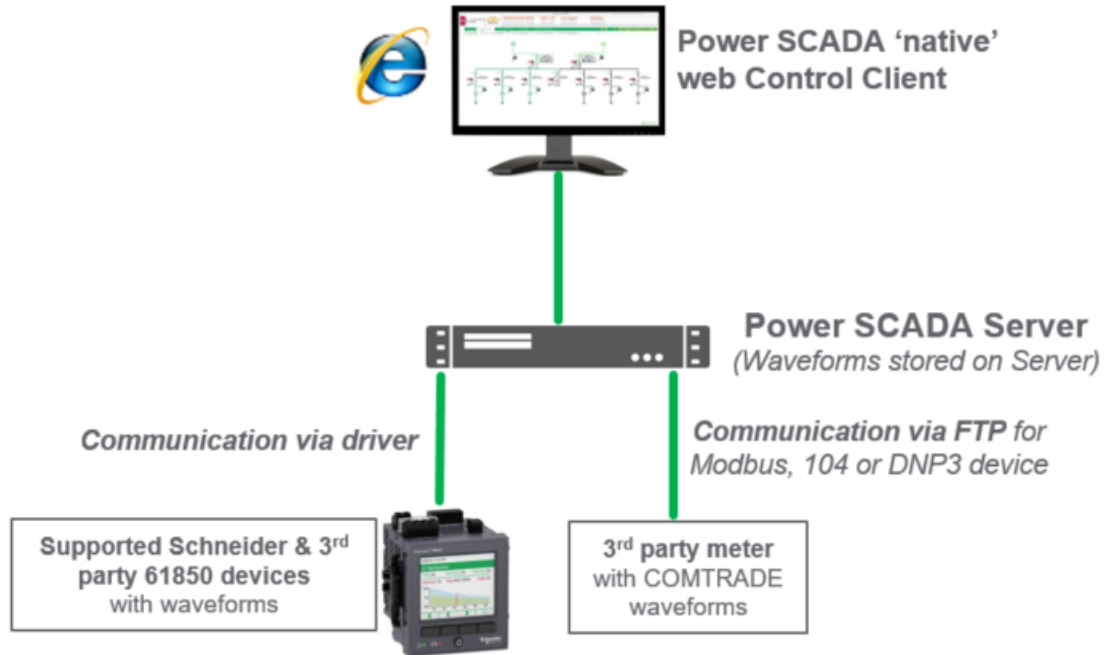 Power SCADA ‘native’
web Control Client
Power SCADA Server
(Waveforms stored on Server)
Communication via driver
Communication via FTP for
Modbus, 104 or DNP3 device
Supported Schneider & 3rd
party 61850 devices
with waveforms
3rd party meter
with COMTRADE
waveforms